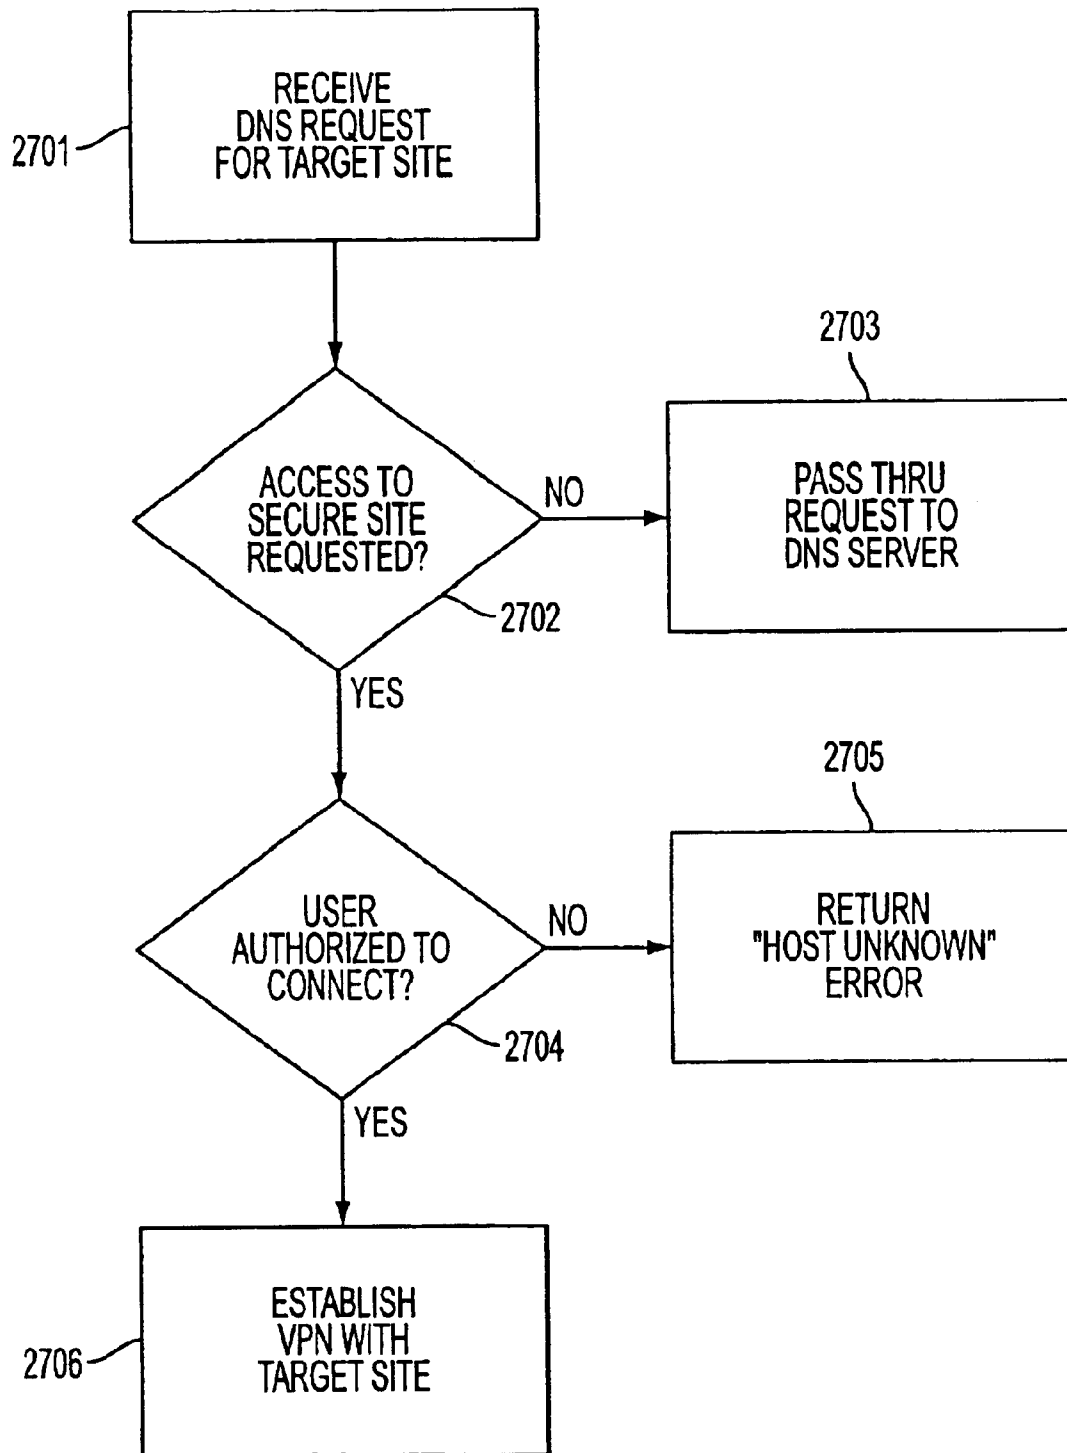 RECEIVE
DNS REQUEST
FOR TARGET SITE
2701
2703
ACCESS TO
SECURE SITE
REQUESTED?
NO
PASS THRU
REQUEST TO
DNS SERVER
2702
YES
2705
USER
AUTHORIZED TO
CONNECT?
NO
RETURN
"HOST UNKNOWN"
ERROR
2704
YES
ESTABLISH
VPN WITH
TARGET SITE
2706